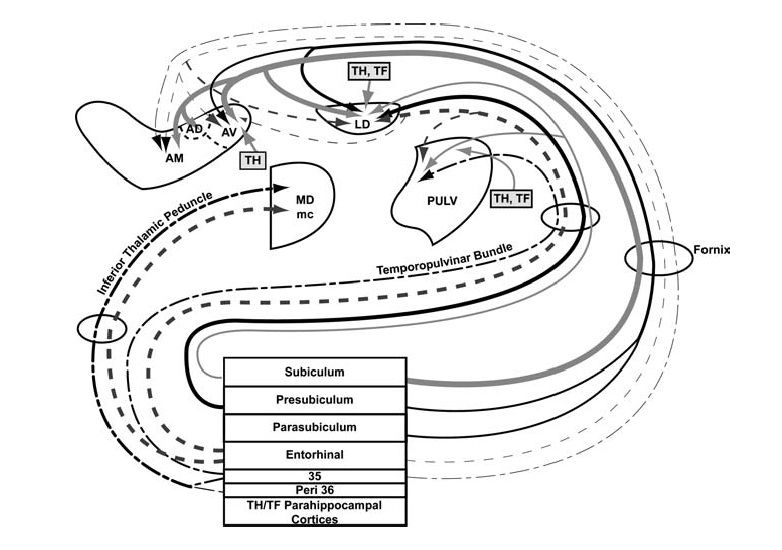 TH, TF
AD
AV
LD
AM
TH
MD
mc
PULV
TH, TF
Inferior Thalamic Peduncle
Temporopulvinar Bundle
Fornix
Subiculum
Presubiculum
Parasubiculum
Entorhinal
35
Peri 36
TH/TF Parahippocampal
Cortices